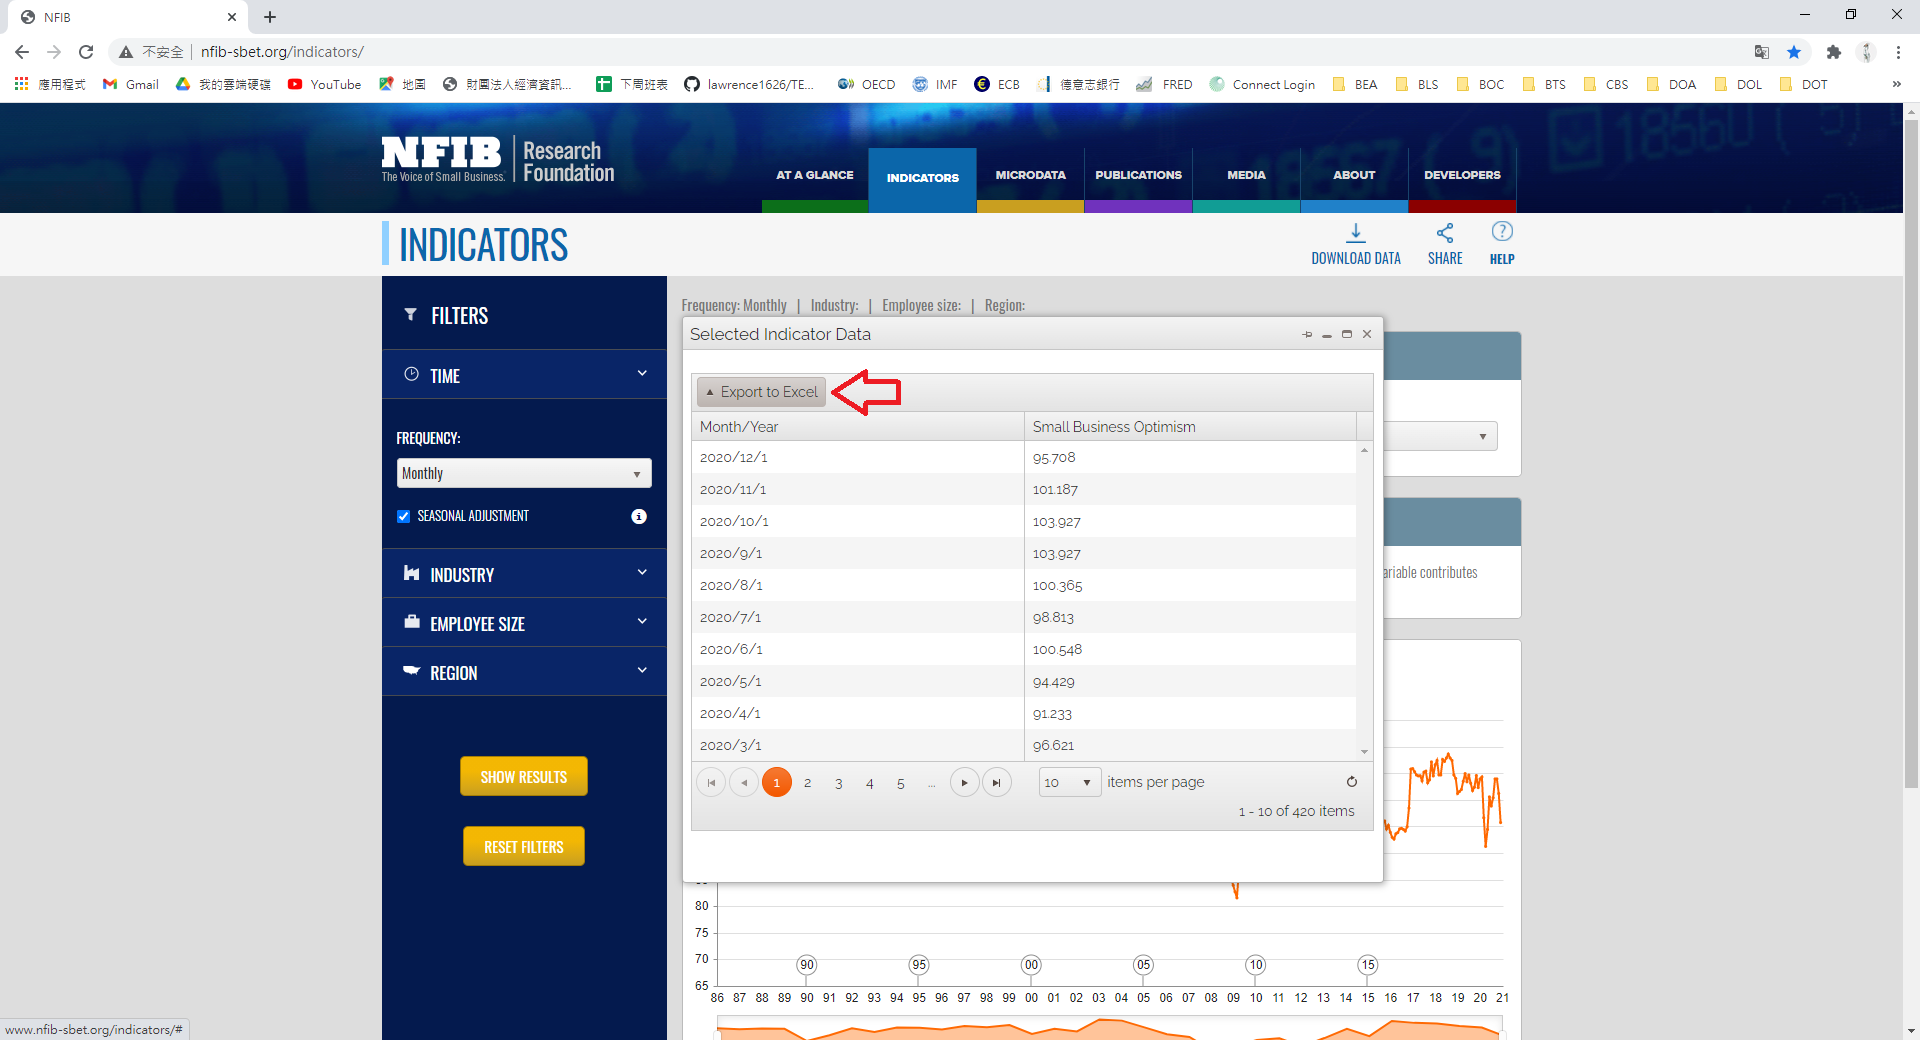 NFIB
不安全 | nfib-sbet.org/indicators/
應用程式 Gmail 我的雲端硬碟 YouTube 地圖 財團法人經濟資訊... 下周班表 lawrence1626/TE... OECD IMF ECB 德意志銀行 FRED Connect Login BEA BLS BOC BTS CBS DOA DOL DOT »
NFIB Research Foundation
The Voice of Small Business.
AT A GLANCE INDICATORS MICRODATA PUBLICATIONS MEDIA ABOUT DEVELOPERS
INDICATORS
DOWNLOAD DATA SHARE HELP
FILTERS
TIME
FREQUENCY:
Monthly
SEASONAL ADJUSTMENT
INDUSTRY
EMPLOYEE SIZE
REGION
SHOW RESULTS
RESET FILTERS
Frequency: Monthly | Industry: | Employee size: | Region:
Selected Indicator Data
Export to Excel
Month/Year Small Business Optimism
2020/12/1 95.708
2020/11/1 101.187
2020/10/1 103.927
2020/9/1 103.927
2020/8/1 100.365
2020/7/1 98.813
2020/6/1 100.548
2020/5/1 94.429
2020/4/1 91.233
2020/3/1 96.621
1 2 3 4 5 ... 10 items per page
1 - 10 of 420 items
ariable contributes
80
75
70
65
90 95 00 05 10 15
86 87 88 89 90 91 92 93 94 95 96 97 98 99 00 01 02 03 04 05 06 07 08 09 10 11 12 13 14 15 16 17 18 19 20 21
www.nfib-sbet.org/indicators/#